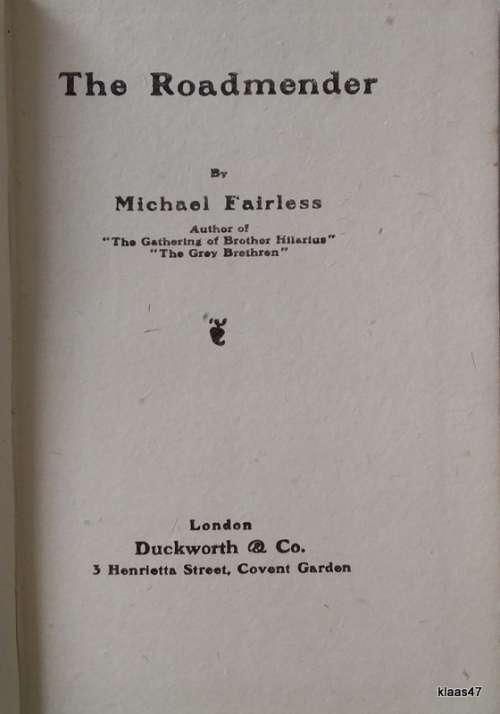 The Roadmender
By
Michael Fairless
Author of
"The Gathering of Brother Hilarius"
"The Grey Brethren"
London
Duckworth & Co.
3 Henrietta Street, Covent Garden
klaas47